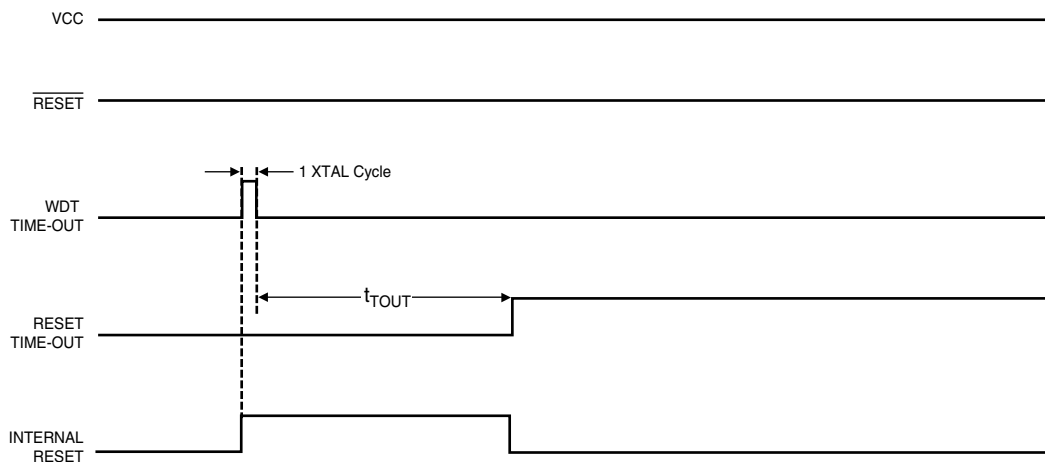 VCC
RESET
1 XTAL Cycle
WDT
TIME-OUT
tTOUT
RESET
TIME-OUT
INTERNAL
RESET